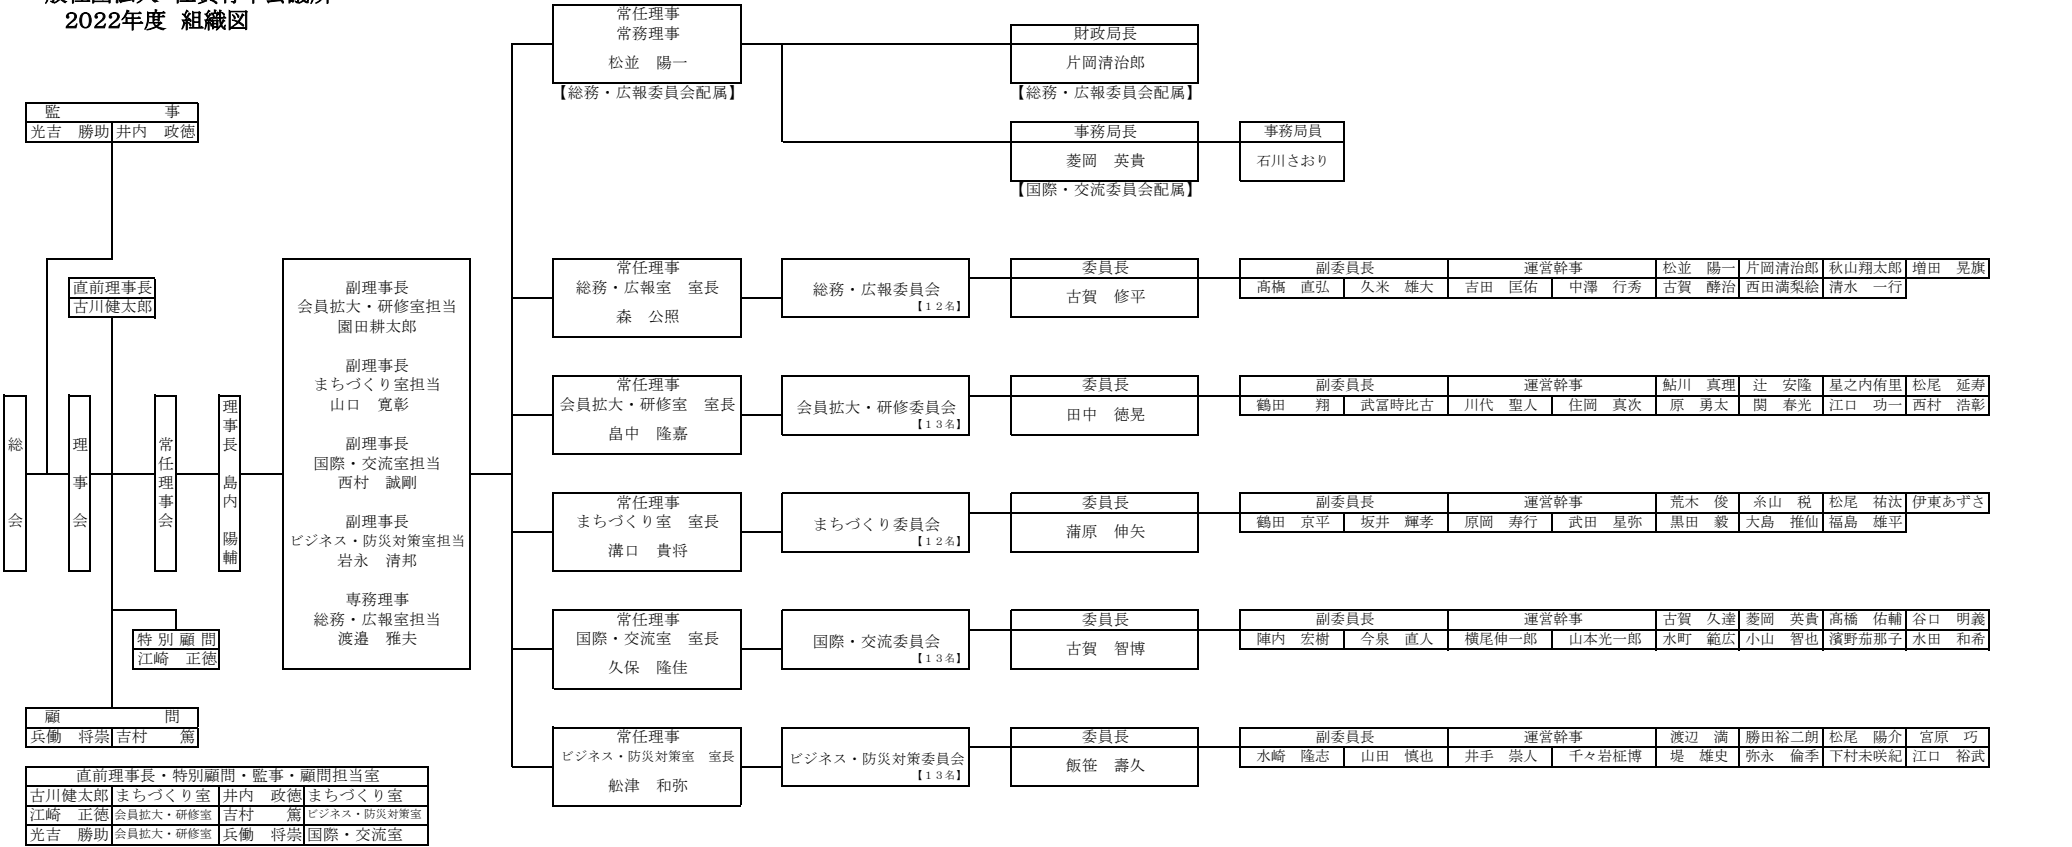 2022年度 組織図
常任理事
常務理事
松並 陽一
【総務・広報委員会配属】
財政局長
片岡清治郎
【総務・広報委員会配属】
事務局長
菱岡 英貴
【国際・交流委員会配属】
事務局員
石川さおり
監 事
光吉 勝助 井内 政徳
直前理事長
古川健太郎
総会
理事会
常任理事会
理事長 島内 陽輔
特別顧問
江崎 正徳
顧 問
兵働 将崇 吉村 篤
副理事長
会員拡大・研修室担当
園田耕太郎
副理事長
まちづくり室担当
山口 寛彰
副理事長
国際・交流室担当
西村 誠剛
副理事長
ビジネス・防災対策室担当
岩永 清邦
専務理事
総務・広報室担当
渡邉 雅夫
常任理事
総務・広報室 室長
森 公照
総務・広報委員会
【12名】
委員長
古賀 修平
副委員長 運営幹事 松並 陽一 片岡清治郎 秋山翔太郎 増田 晃旗
髙橋 直弘 久米 雄大 吉田 匡佑 中澤 行秀 古賀 酵治 西田満梨絵 清水 一行
常任理事
会員拡大・研修室 室長
畠中 隆嘉
会員拡大・研修委員会
【13名】
委員長
田中 徳晃
副委員長 運営幹事 鮎川 真理 辻 安隆 星之内侑里 松尾 延寿
鶴田 翔 武冨時比古 川代 聖人 住岡 真次 原 勇太 関 春光 江口 功一 西村 浩彰
常任理事
まちづくり室 室長
溝口 貴将
まちづくり委員会
【12名】
委員長
蒲原 伸矢
副委員長 運営幹事 荒木 俊 糸山 税 松尾 祐汰 伊東あずさ
鶴田 京平 坂井 輝孝 原岡 寿行 武田 星弥 黒田 毅 大島 推仙 福島 雄平
常任理事
国際・交流室 室長
久保 隆佳
国際・交流委員会
【13名】
委員長
古賀 智博
副委員長 運営幹事 古賀 久達 菱岡 英貴 髙橋 佑輔 谷口 明義
陣内 宏樹 今泉 直人 横尾伸一郎 山本光一郎 水町 範広 小山 智也 濱野茄那子 水田 和希
常任理事
ビジネス・防災対策室 室長
舩津 和弥
ビジネス・防災対策委員会
【13名】
委員長
飯笹 壽久
副委員長 運営幹事 渡辺 満 勝田裕二朗 松尾 陽介 宮原 巧
水崎 隆志 山田 慎也 井手 崇人 千々岩柾博 堤 雄史 弥永 倫季 下村未咲紀 江口 裕武
直前理事長・特別顧問・監事・顧問担当室
古川健太郎 まちづくり室 井内 政徳 まちづくり室
江崎 正徳 会員拡大・研修室 吉村 篤 ビジネス・防災対策室
光吉 勝助 会員拡大・研修室 兵働 将崇 国際・交流室